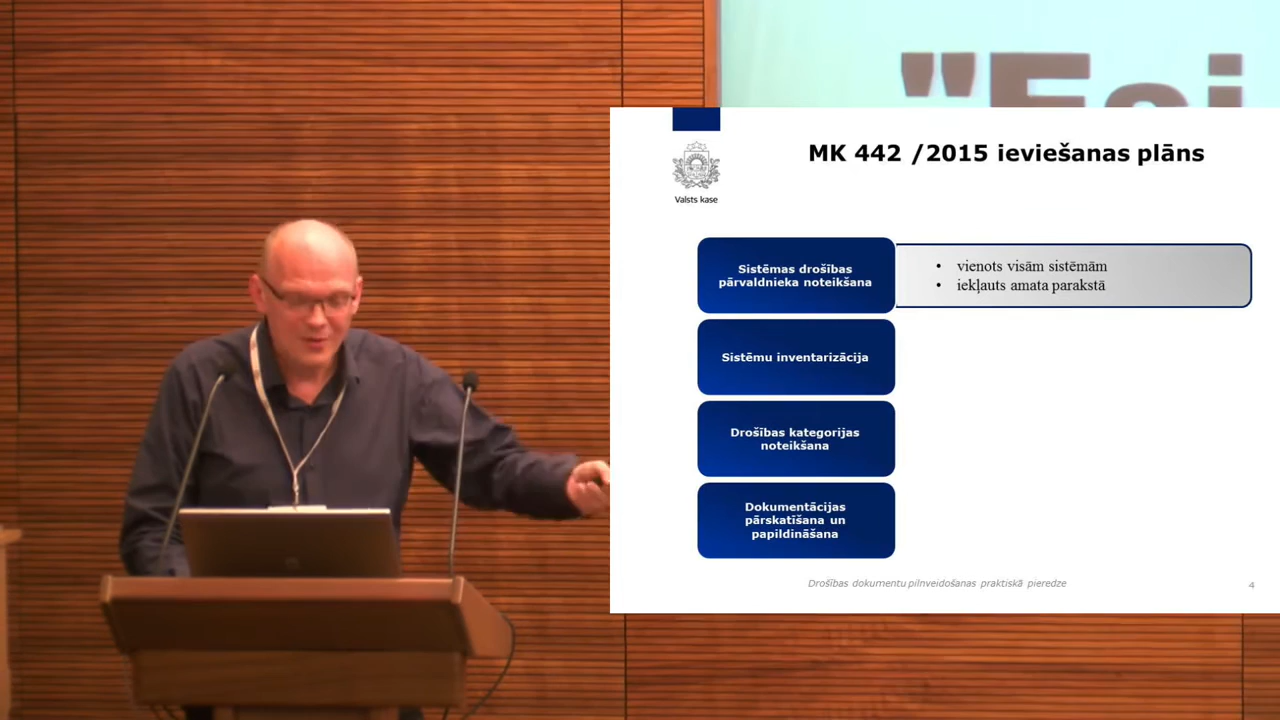 "Esi
MK 442 /2015 ieviešanas plāns
Valsts kase
Sistēmas drošības
pārvaldnieka noteikšana
• vienots visām sistēmām
• iekļauts amata parakstā
Sistēmu inventarizācija
Drošības kategorijas
noteikšana
Dokumentācijas
pārskatīšana un
papildināšana
Drošības dokumentu pilnveidošanas praktiskā pieredze
4